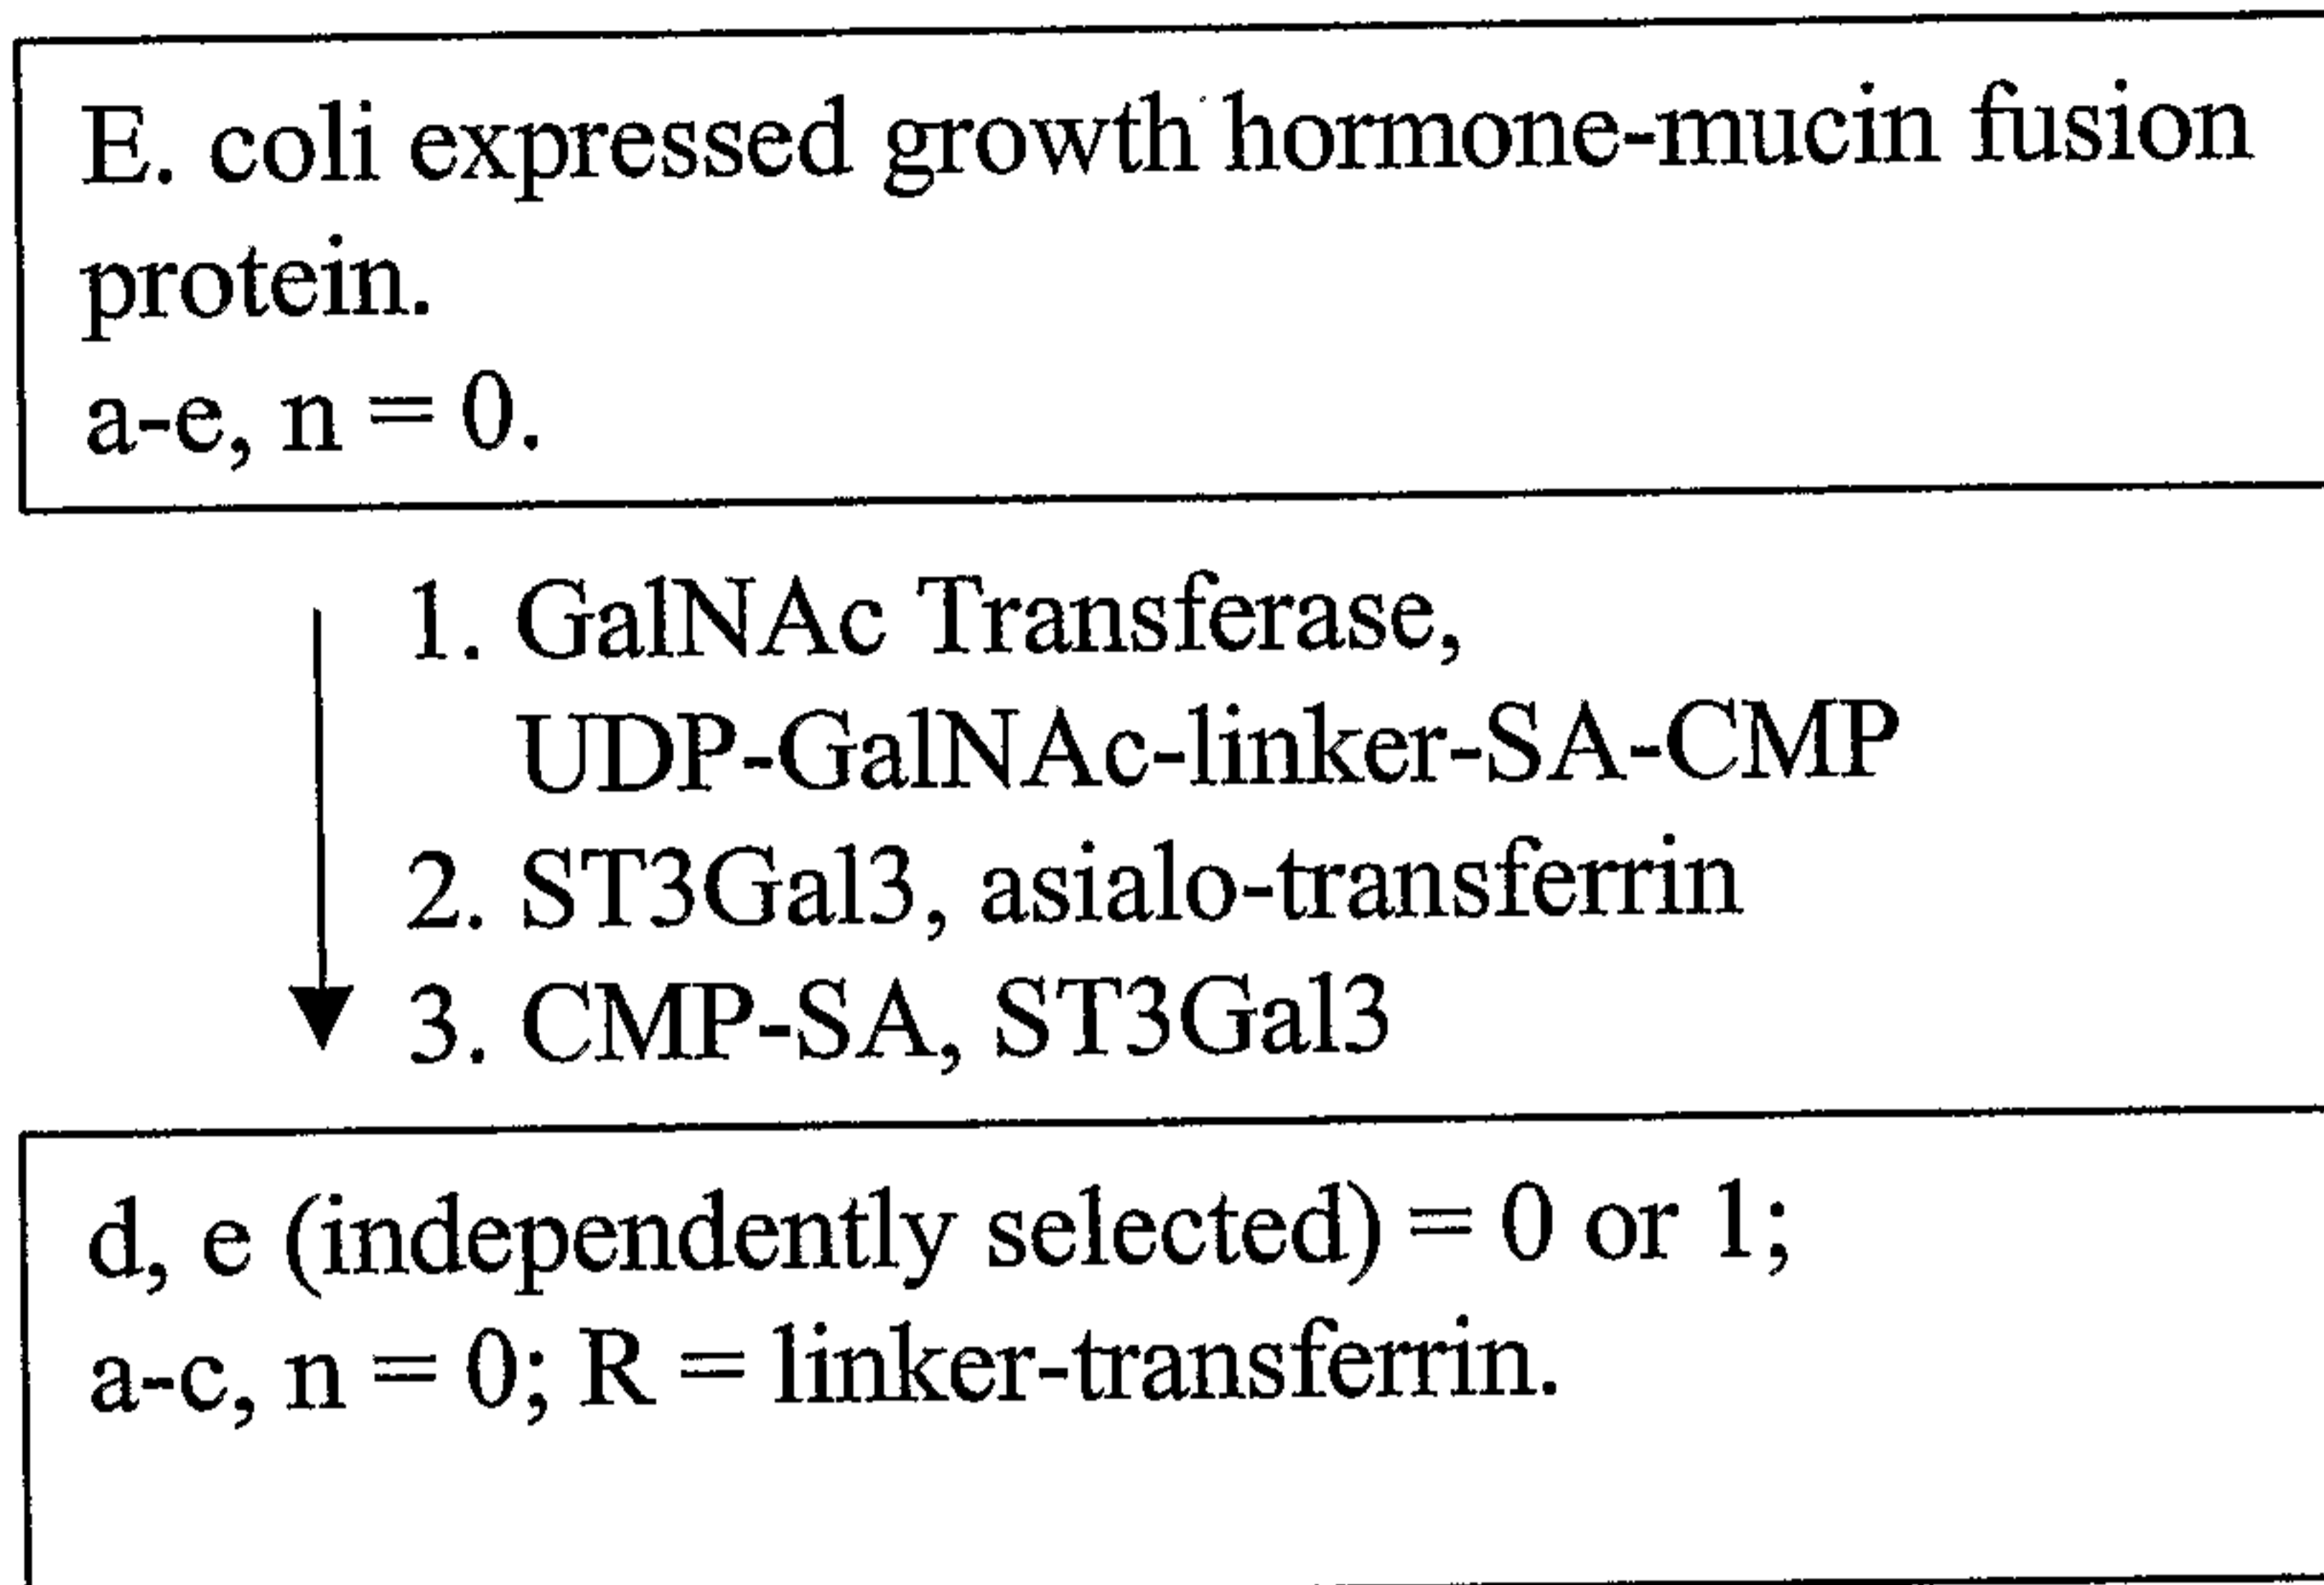 E. coli expressed growth hormone-mucin fusion
protein.
a-e, n = 0.
1. GalNAc Transferase,
UDP-GalNAc-linker-SA-CMP
2. ST3Gal3, asialo-transferrin
3. CMP-SA, ST3Gal3
d, e (independently selected) = 0 or 1;
a-c, n = 0; R = linker-transferrin.